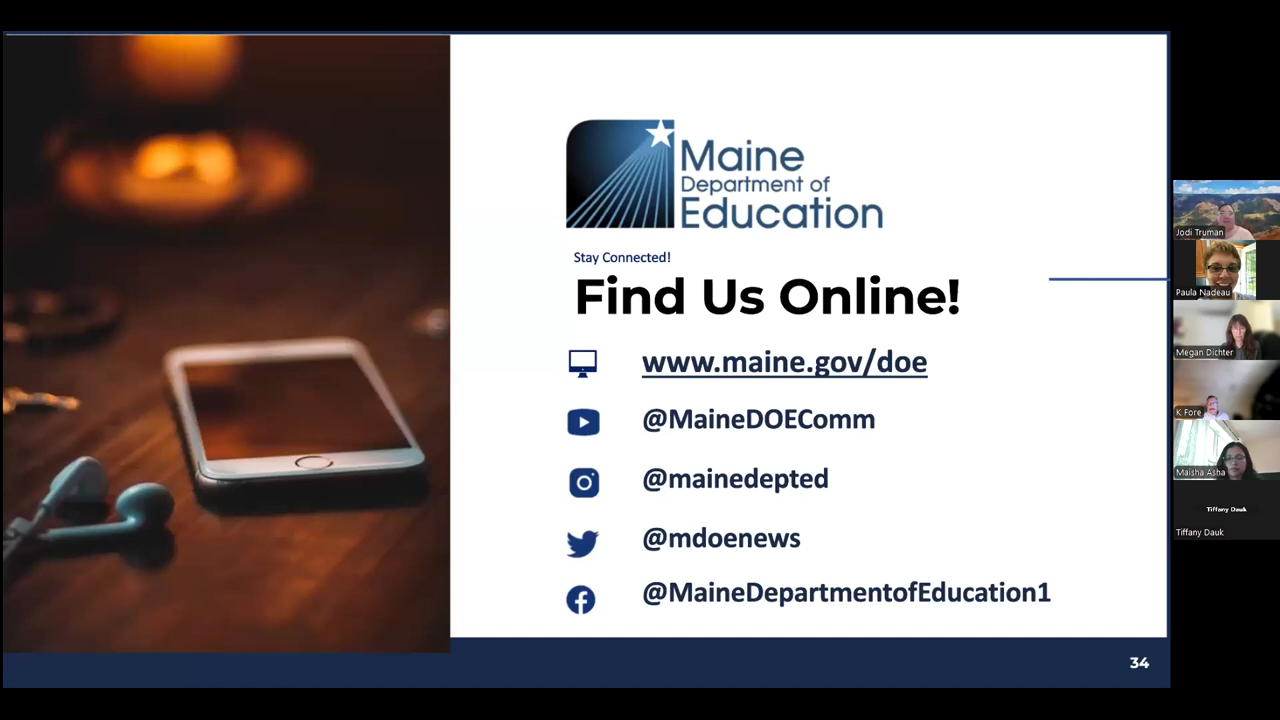 Maine
Department of
Education
Stay Connected!
Find Us Online!
www.maine.gov/doe
@MaineDOEComm
@mainedepted
@mdoenews
@MaineDepartmentofEducation1
34
Jodi Truman
Paula Nadeau
Megan Dichter
K Fore
Maisha Asha
Tiffany Dauk
Tiffany Dauk